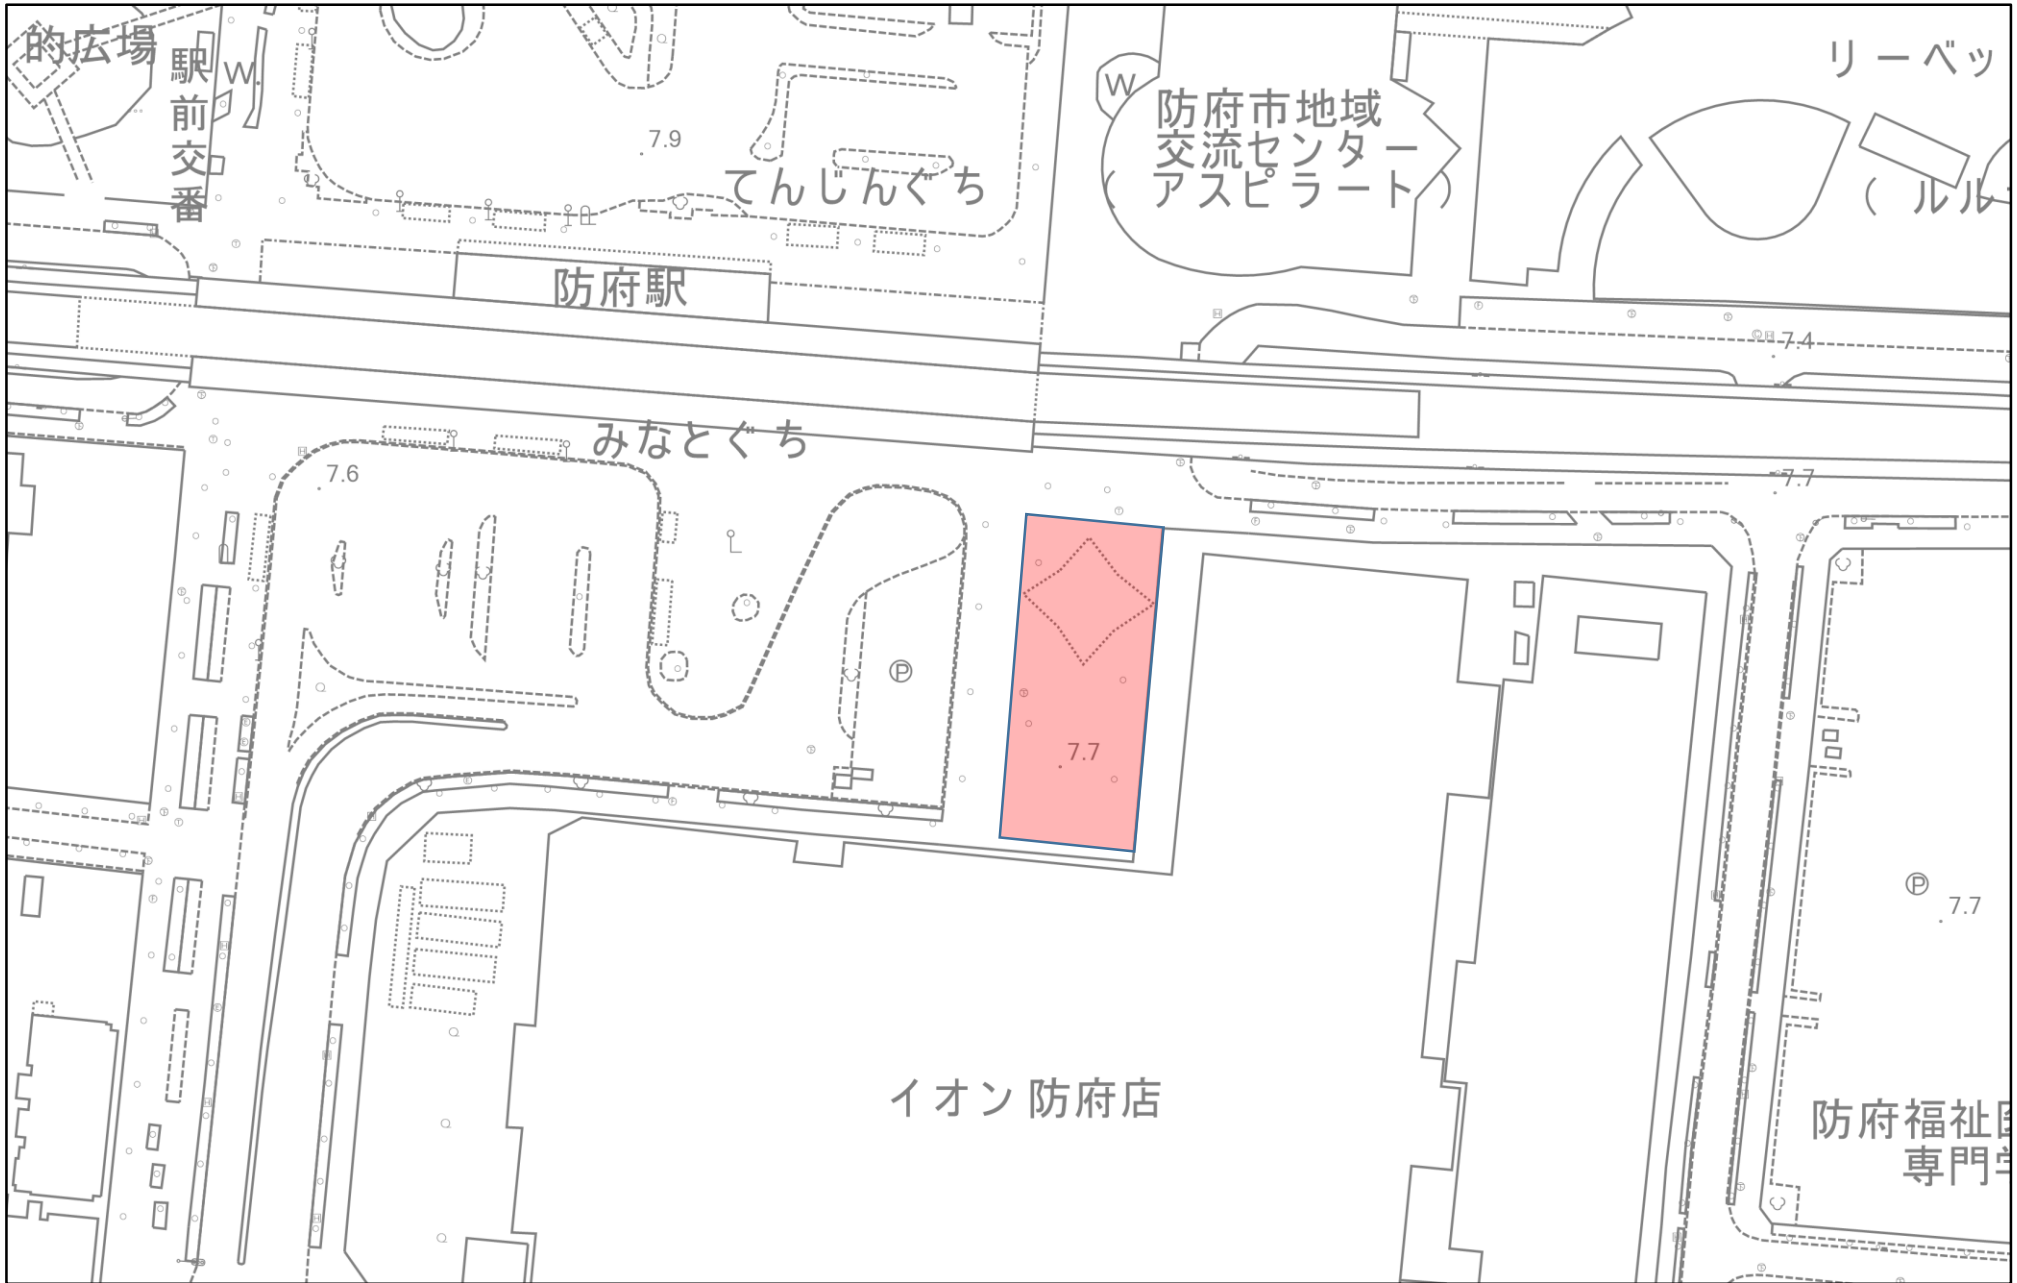 的広場
駅前交番
W
7.9
てんじんぐち
W
防府市地域
交流センター
(アスピラート)
リーベッ
(ルル
防府駅
7.4
みなとぐち
7.6
7.7
7.7
P
P
7.7
イオン防府店
防府福祉医
専門学